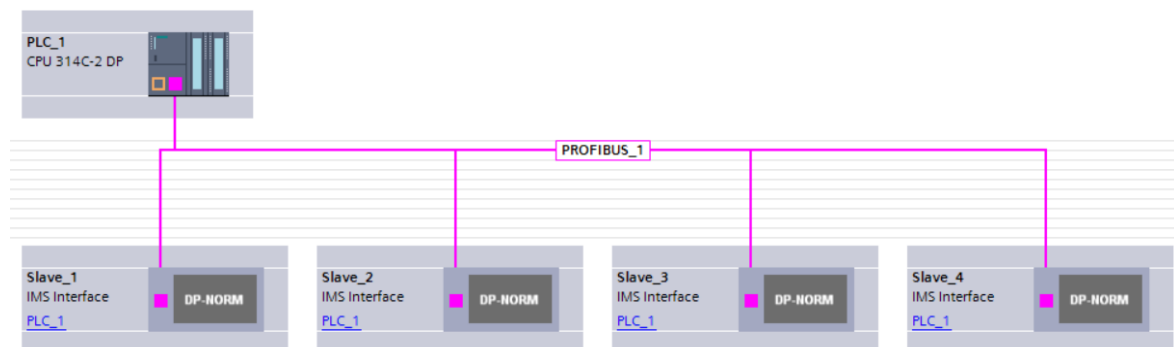 PLC_1
CPU 314C-2 DP
PROFIBUS_1
Slave_1
IMS Interface
PLC_1
DP-NORM
Slave_2
IMS Interface
PLC_1
DP-NORM
Slave_3
IMS Interface
PLC_1
DP-NORM
Slave_4
IMS Interface
PLC_1
DP-NORM